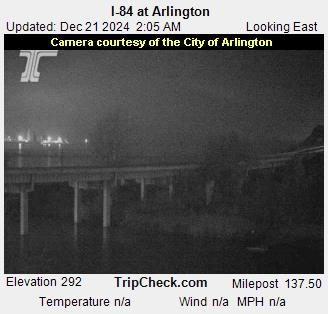 I-84 at Arlington
Updated: Dec 21 2024 2:05 AM Looking East
Camera courtesy of the City of Arlington
Elevation 292 TripCheck.com Milepost 137.50
Temperature n/a Wind n/a MPH n/a